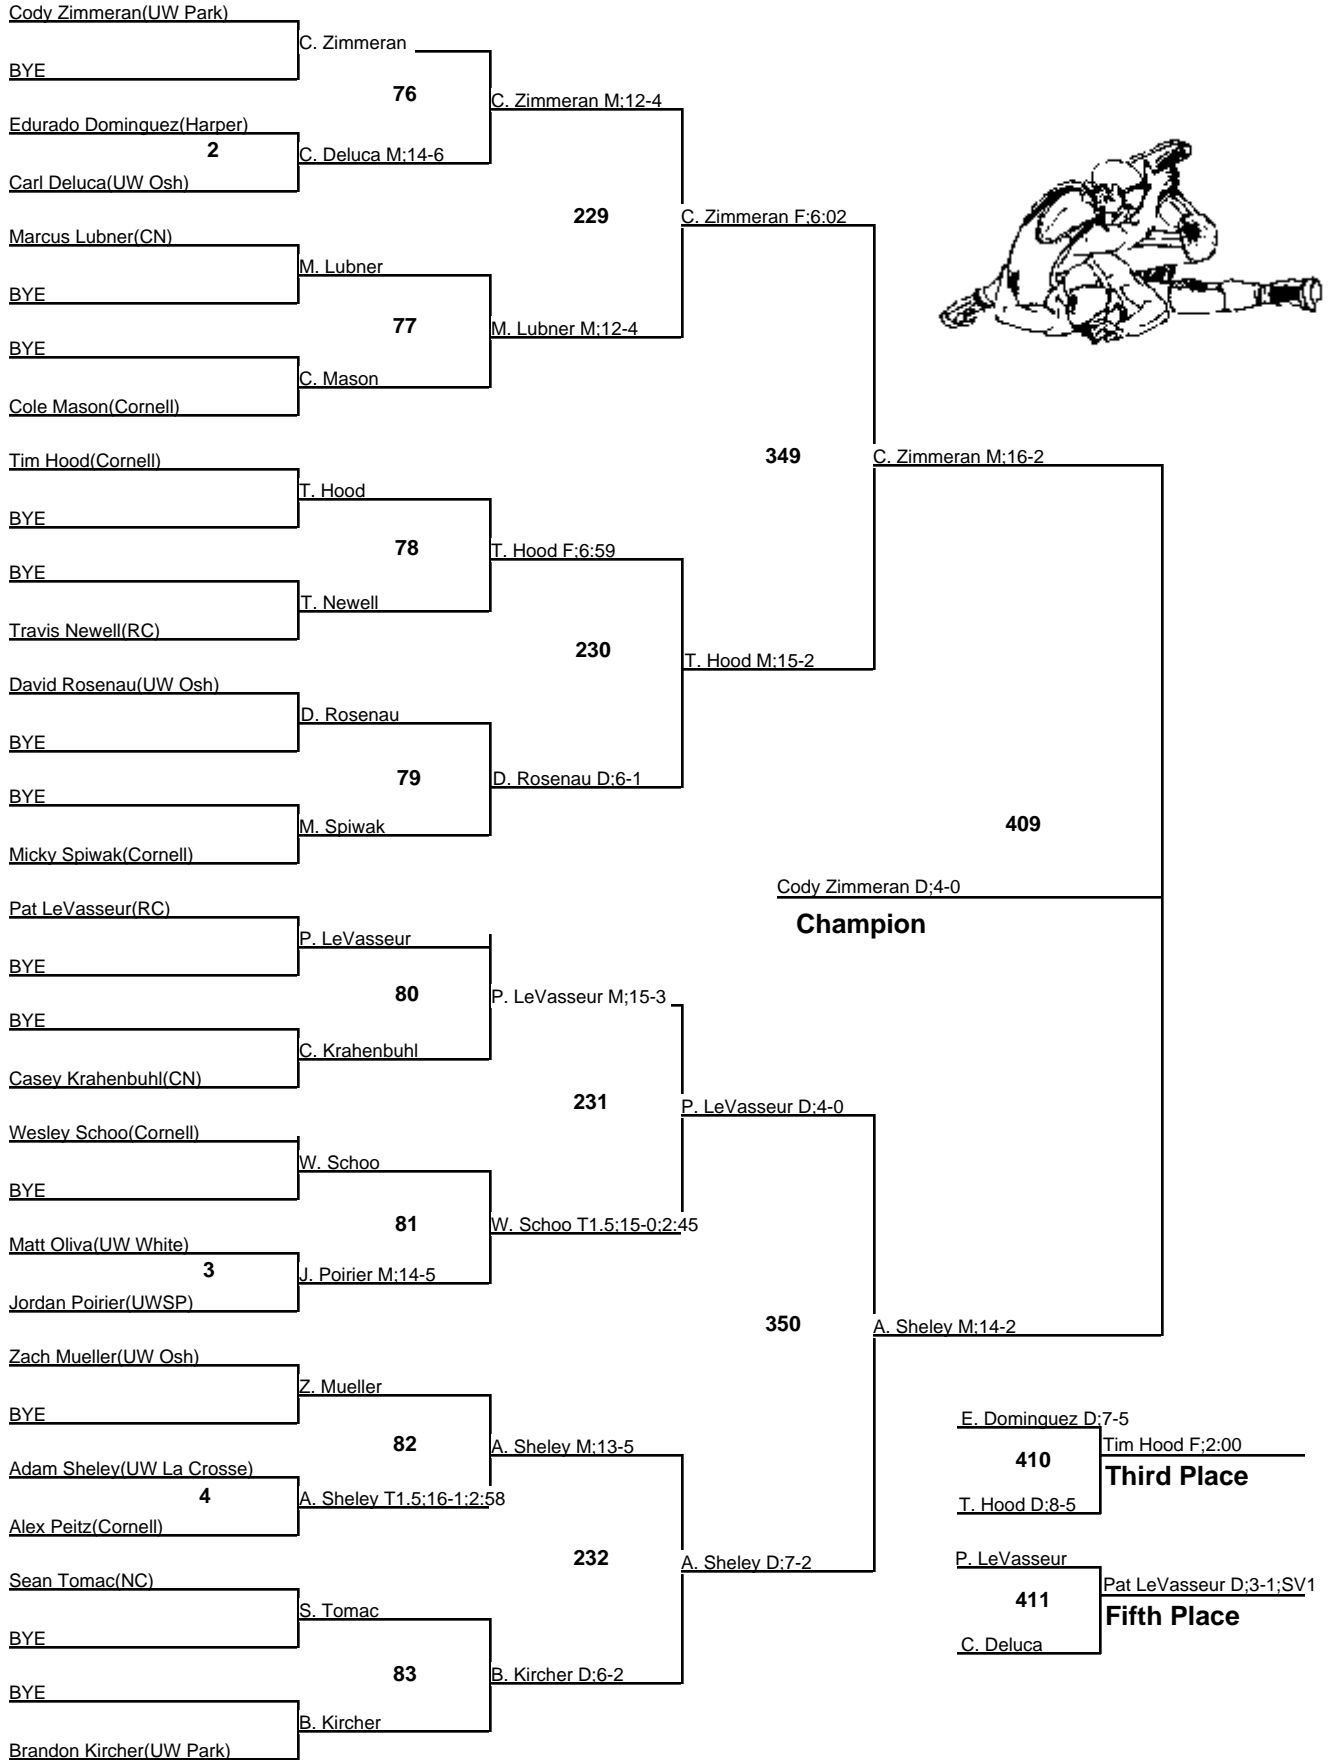 Cody Zimmeran(UW Park)
C. Zimmeran
BYE
76
C. Zimmeran M;12-4
Edurado Dominguez(Harper)
2
C. Deluca M;14-6
Carl Deluca(UW Osh)
229
C. Zimmeran F;6:02
Marcus Lubner(CN)
M. Lubner
BYE
77
M. Lubner M;12-4
BYE
C. Mason
Cole Mason(Cornell)
349
C. Zimmeran M;16-2
Tim Hood(Cornell)
T. Hood
BYE
78
T. Hood F;6:59
BYE
T. Newell
Travis Newell(RC)
230
T. Hood M;15-2
David Rosenau(UW Osh)
D. Rosenau
BYE
79
D. Rosenau D;6-1
BYE
M. Spiwak
Micky Spiwak(Cornell)
409
Cody Zimmeran D;4-0
Champion
Pat LeVasseur(RC)
P. LeVasseur
BYE
80
P. LeVasseur M;15-3
BYE
C. Krahenbuhl
Casey Krahenbuhl(CN)
231
P. LeVasseur D;4-0
Wesley Schoo(Cornell)
W. Schoo
BYE
81
W. Schoo T1.5;15-0;2:45
Matt Oliva(UW White)
3
J. Poirier M;14-5
Jordan Poirier(UWSP)
350
A. Sheley M;14-2
Zach Mueller(UW Osh)
Z. Mueller
BYE
82
A. Sheley M;13-5
Adam Sheley(UW La Crosse)
4
A. Sheley T1.5;16-1;2:58
Alex Peitz(Cornell)
232
A. Sheley D;7-2
Sean Tomac(NC)
S. Tomac
BYE
83
B. Kircher D;6-2
BYE
B. Kircher
Brandon Kircher(UW Park)
E. Dominguez D;7-5
410
Tim Hood F;2:00
Third Place
T. Hood D;8-5
P. LeVasseur
411
Pat LeVasseur D;3-1;SV1
Fifth Place
C. Deluca